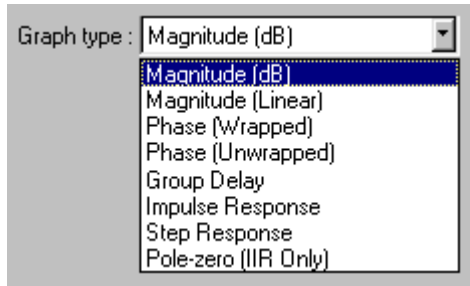 Graph type : Magnitude (dB)
Magnitude (dB)
Magnitude (Linear)
Phase (Wrapped)
Phase (Unwrapped)
Group Delay
Impulse Response
Step Response
Pole-zero (IIR Only)